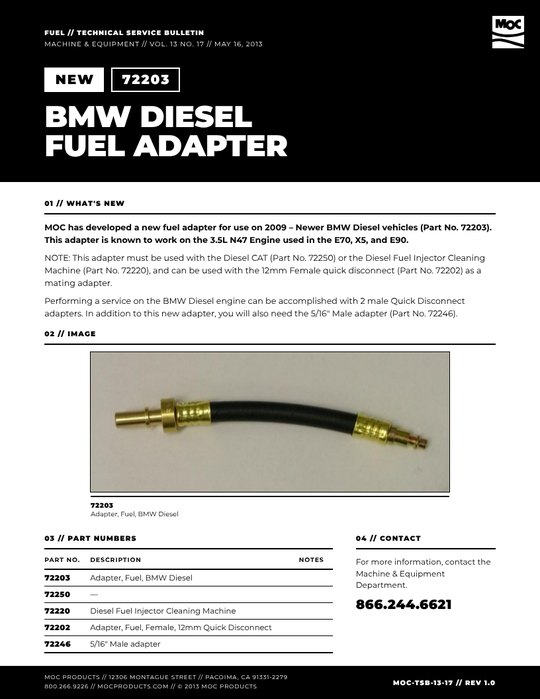 FUEL // TECHNICAL SERVICE BULLETIN
MACHINE & EQUIPMENT // VOL. 13 NO. 17 // MAY 16, 2013
MOC
NEW 72203
BMW DIESEL
FUEL ADAPTER
01 // WHAT'S NEW
MOC has developed a new fuel adapter for use on 2009 – Newer BMW Diesel vehicles (Part No. 72203).
This adapter is known to work on the 3.5L N47 Engine used in the E70, X5, and E90.
NOTE: This adapter must be used with the Diesel CAT (Part No. 72250) or the Diesel Fuel Injector Cleaning
Machine (Part No. 72220), and can be used with the 12mm Female quick disconnect (Part No. 72202) as a
mating adapter.
Performing a service on the BMW Diesel engine can be accomplished with 2 male Quick Disconnect
adapters. In addition to this new adapter, you will also need the 5/16" Male adapter (Part No. 72246).
02 // IMAGE
72203
Adapter, Fuel, BMW Diesel
03 // PART NUMBERS
PART NO. DESCRIPTION NOTES
72203 Adapter, Fuel, BMW Diesel
72250 —
72220 Diesel Fuel Injector Cleaning Machine
72202 Adapter, Fuel, Female, 12mm Quick Disconnect
72246 5/16" Male adapter
04 // CONTACT
For more information, contact the
Machine & Equipment
Department.
866.244.6621
MOC PRODUCTS // 12306 MONTAGUE STREET // PACOIMA, CA 91331-2279
800.266.9226 // MOCPRODUCTS.COM // © 2013 MOC PRODUCTS
MOC-TSB-13-17 // REV 1.0